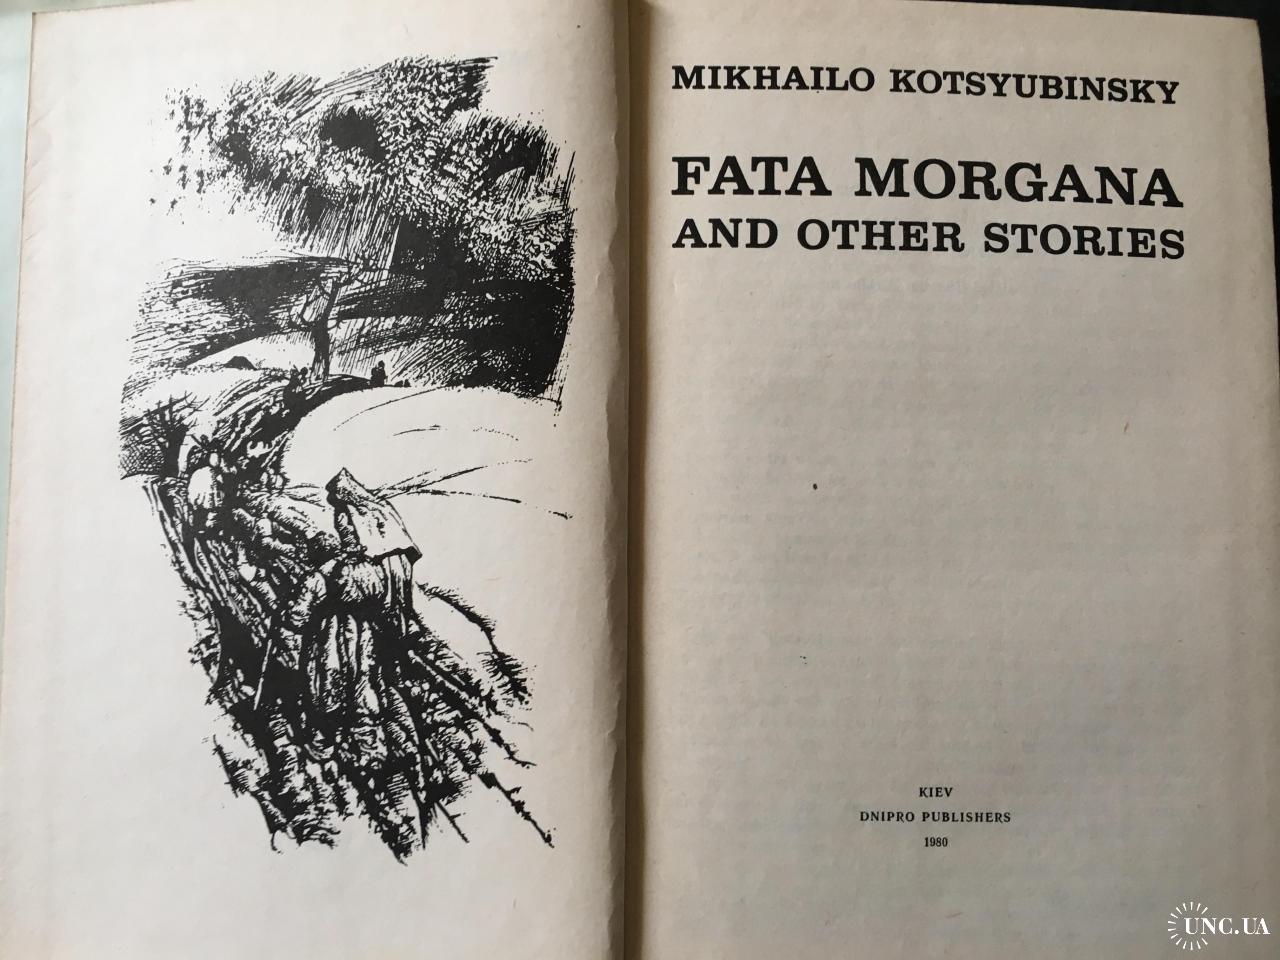 MIKHAILO KOTSYUBINSKY
FATA MORGANA
AND OTHER STORIES
KIEV
DNIPRO PUBLISHERS
1980
UNC.UA